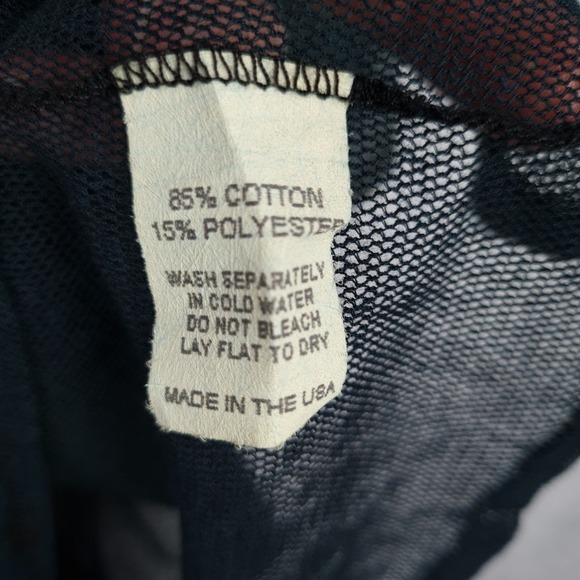 85% COTTON
15% POLYESTER
WASH SEPARATELY
IN COLD WATER
DO NOT BLEACH
LAY FLAT TO DRY
MADE IN THE USA